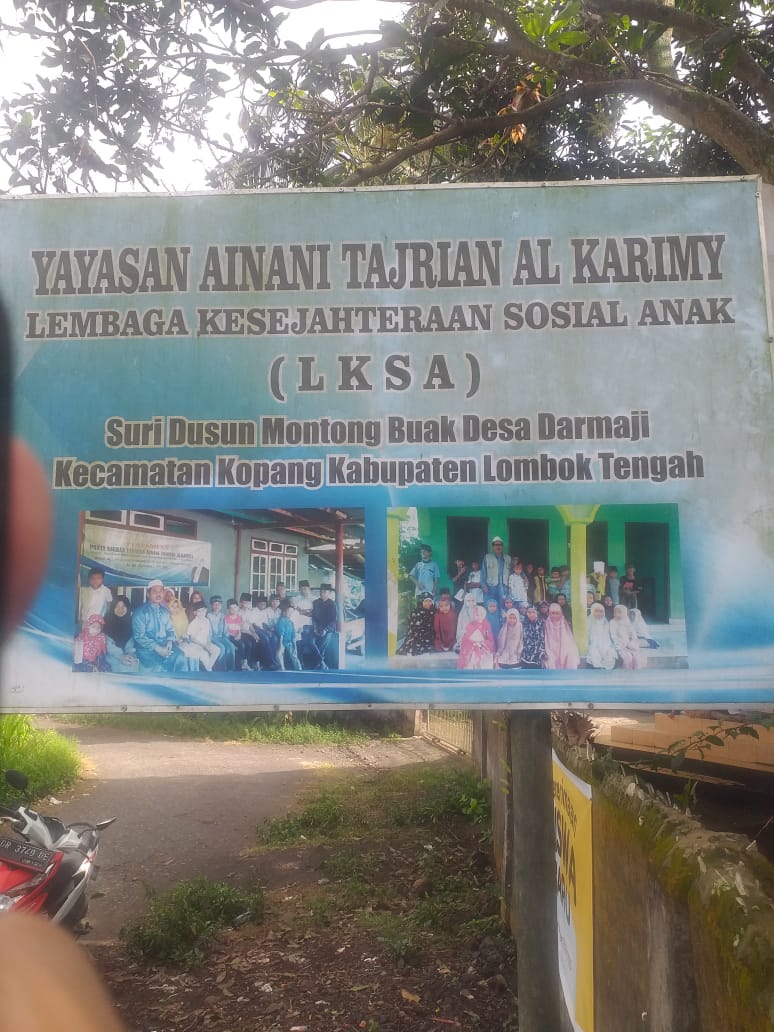 YAYASAN AINANI TAJRIAN AL KARIMY
LEMBAGA KESEJAHTERAAN SOSIAL ANAK
( L K S A )
Suri Dusun Montong Buak Desa Darmaji
Kecamatan Kopang Kabupaten Lombok Tengah